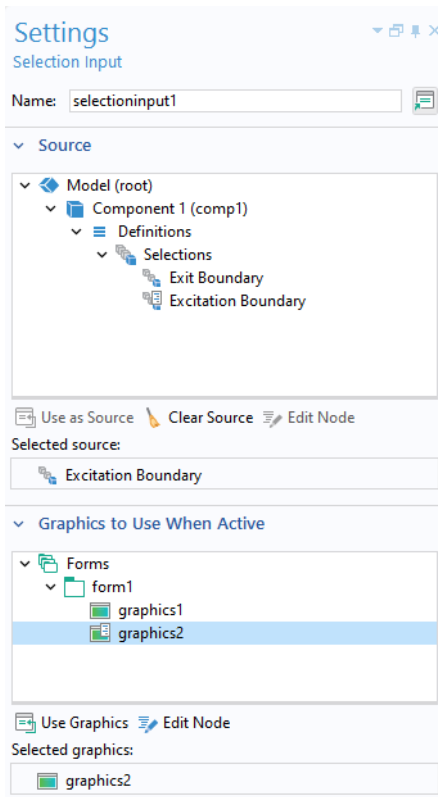 Settings
Selection Input
Name: selectioninput1
Source
Model (root)
Component 1 (comp1)
Definitions
Selections
Exit Boundary
Excitation Boundary
Use as Source Clear Source Edit Node
Selected source:
Excitation Boundary
Graphics to Use When Active
Forms
form1
graphics1
graphics2
Use Graphics Edit Node
Selected graphics:
graphics2